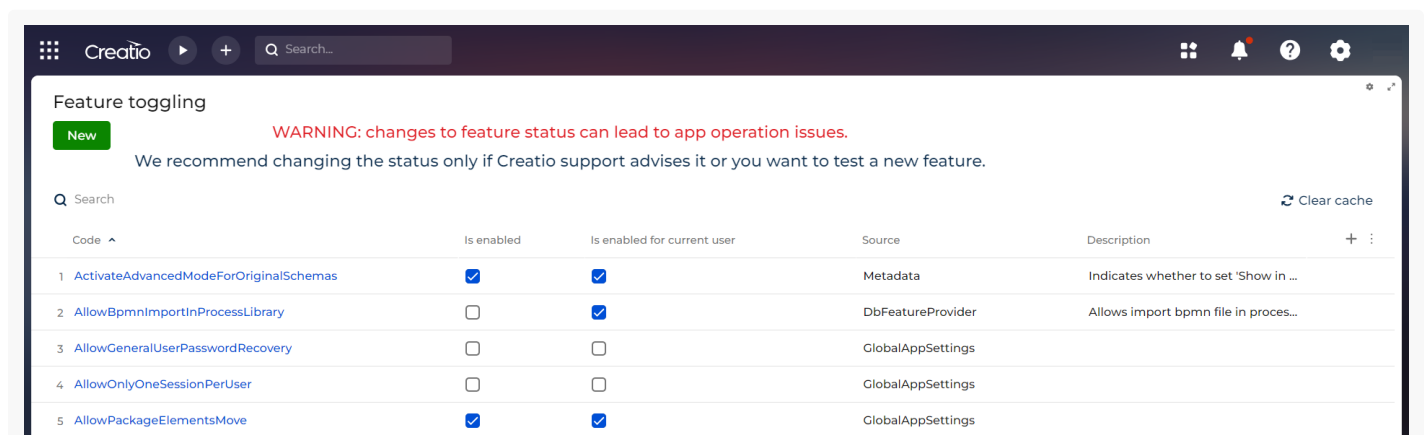 Creatio Search...
Feature toggling
New WARNING: changes to feature status can lead to app operation issues.
We recommend changing the status only if Creatio support advises it or you want to test a new feature.
Search Clear cache
Code Is enabled Is enabled for current user Source Description
1 ActivateAdvancedModeForOriginalSchemas Metadata Indicates whether to set 'Show in ...
2 AllowBpmnImportInProcessLibrary DbFeatureProvider Allows import bpmn file in proces...
3 AllowGeneralUserPasswordRecovery GlobalAppSettings
4 AllowOnlyOneSessionPerUser GlobalAppSettings
5 AllowPackageElementsMove GlobalAppSettings